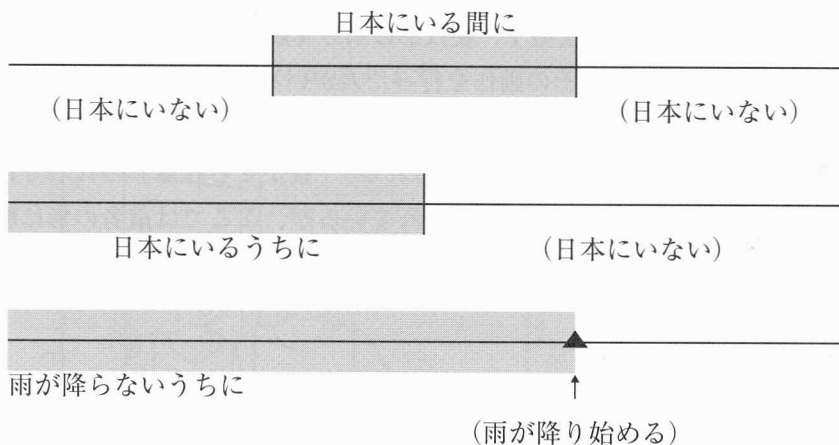 日本にいる間に
（日本にいない）
（日本にいない）
日本にいるうちに
（日本にいない）
雨が降らないうちに
（雨が降り始める）